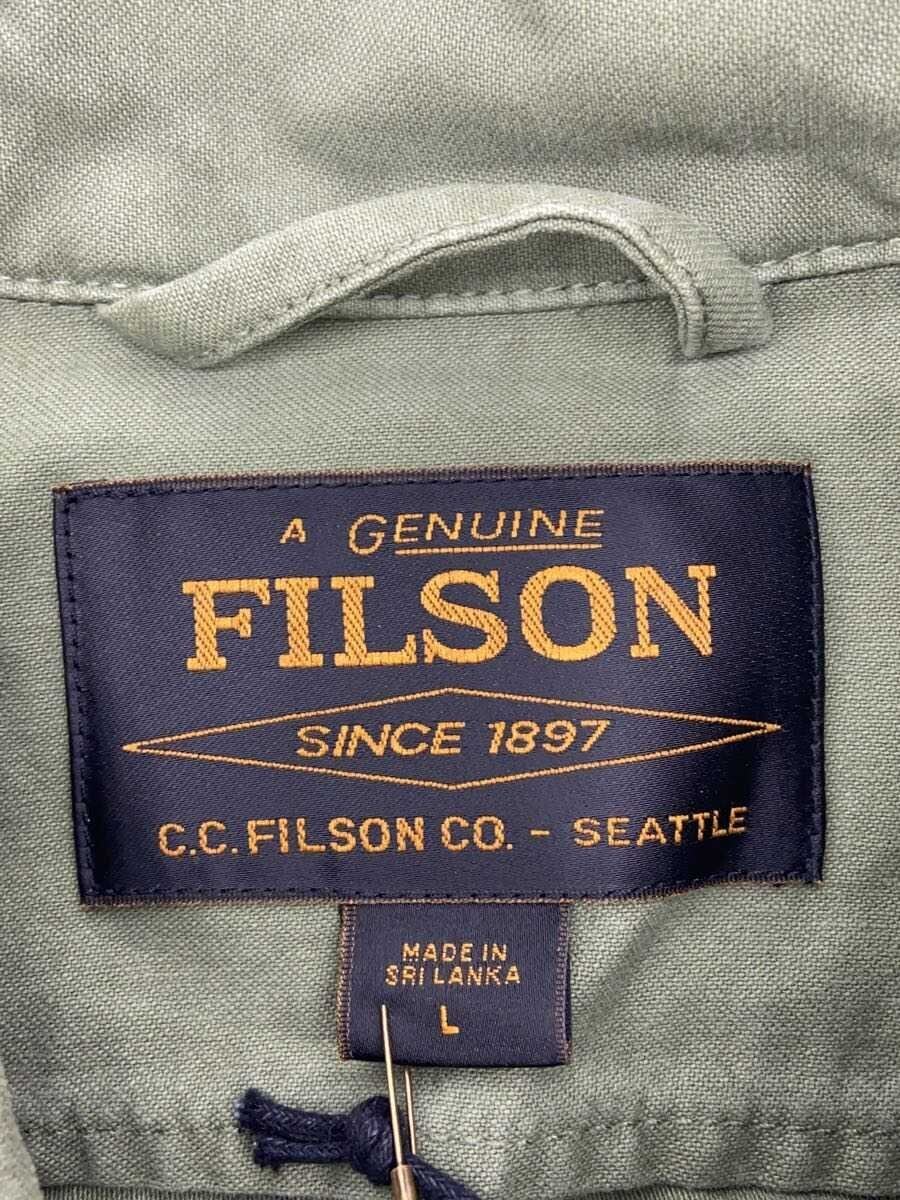 A GENUINE
FILSON
SINCE 1897
C.C. FILSON CO. - SEATTLE
MADE IN
SRI LANKA
L